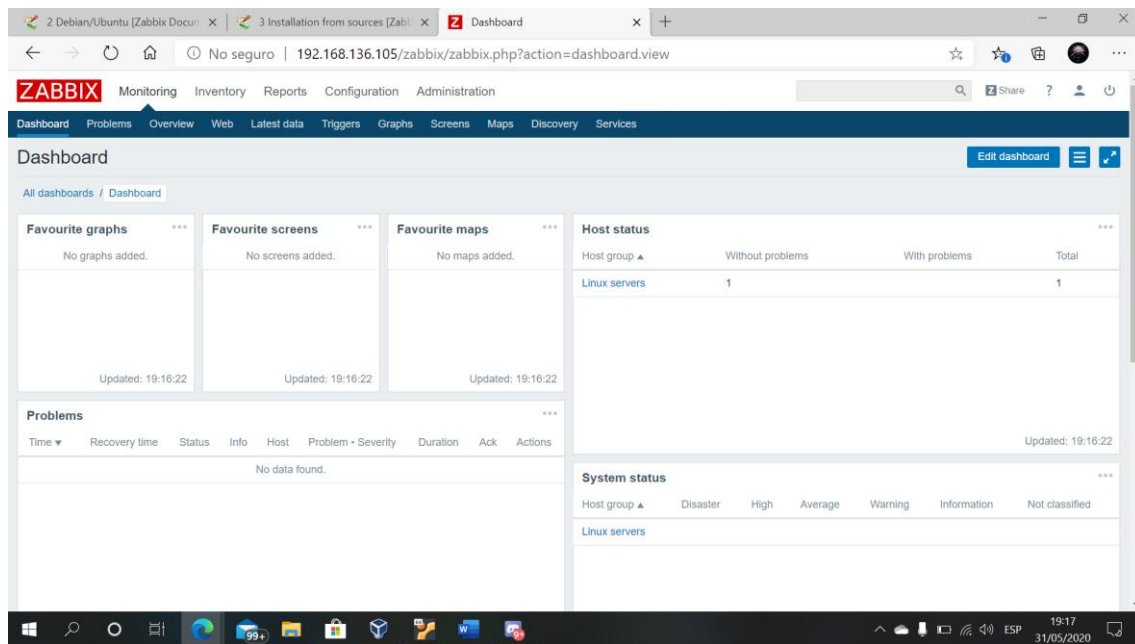 2 Debian/Ubuntu [Zabbix Docun
3 Installation from sources [Zabb
Z Dashboard
No seguro | 192.168.136.105/zabbix/zabbix.php?action=dashboard.view
ZABBIX Monitoring Inventory Reports Configuration Administration Z Share ?
Dashboard Problems Overview Web Latest data Triggers Graphs Screens Maps Discovery Services
Dashboard Edit dashboard
All dashboards / Dashboard
Favourite graphs
No graphs added.
Updated: 19:16:22
Favourite screens
No screens added.
Updated: 19:16:22
Favourite maps
No maps added.
Updated: 19:16:22
Host status
Host group ▲ Without problems With problems Total
Linux servers 1 1
Updated: 19:16:22
Problems
Time ▼ Recovery time Status Info Host Problem • Severity Duration Ack Actions
No data found.
System status
Host group ▲ Disaster High Average Warning Information Not classified
Linux servers
99+
ESP
19:17
31/05/2020